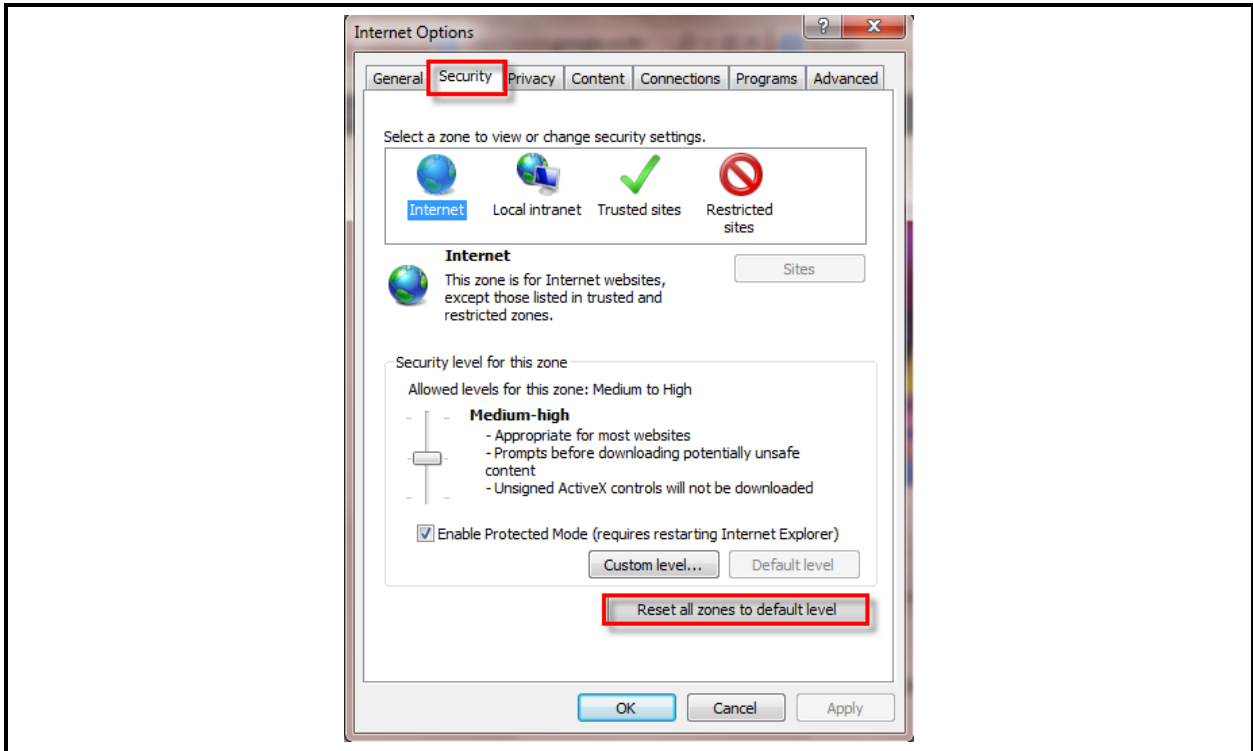 Internet Options
General Security Privacy Content Connections Programs Advanced
Select a zone to view or change security settings.
Internet Local intranet Trusted sites Restricted
sites
Internet
Sites
This zone is for Internet websites,
except those listed in trusted and
restricted zones.
Security level for this zone
Allowed levels for this zone: Medium to High
Medium-high
- Appropriate for most websites
- Prompts before downloading potentially unsafe
content
- Unsigned ActiveX controls will not be downloaded
Enable Protected Mode (requires restarting Internet Explorer)
Custom level... Default level
Reset all zones to default level
OK Cancel Apply